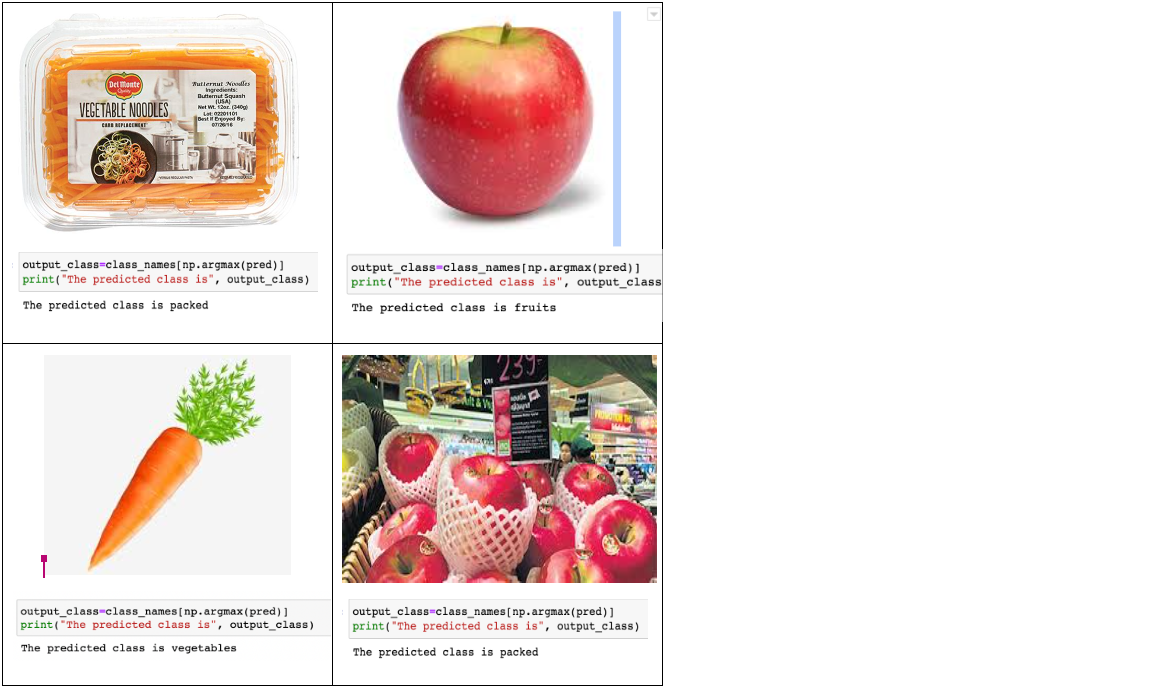 Del Monte
Quality
VEGETABLE NOODLES
CARB REPLACEMENT
Butternut Noodles
Ingredients:
Butternut Squash
(USA)
Net Wt. 12oz. (340g)
Lot: 02201101
Best If Enjoyed By:
07/26/16
output_class=class_names[np.argmax(pred)]
print("The predicted class is", output_class)
The predicted class is packed
output_class=class_names[np.argmax(pred)]
print("The predicted class is", output_class
The predicted class is fruits
output_class=class_names[np.argmax(pred)]
print("The predicted class is", output_class)
The predicted class is vegetables
239.-
output_class=class_names[np.argmax(pred)]
print("The predicted class is", output_class)
The predicted class is packed